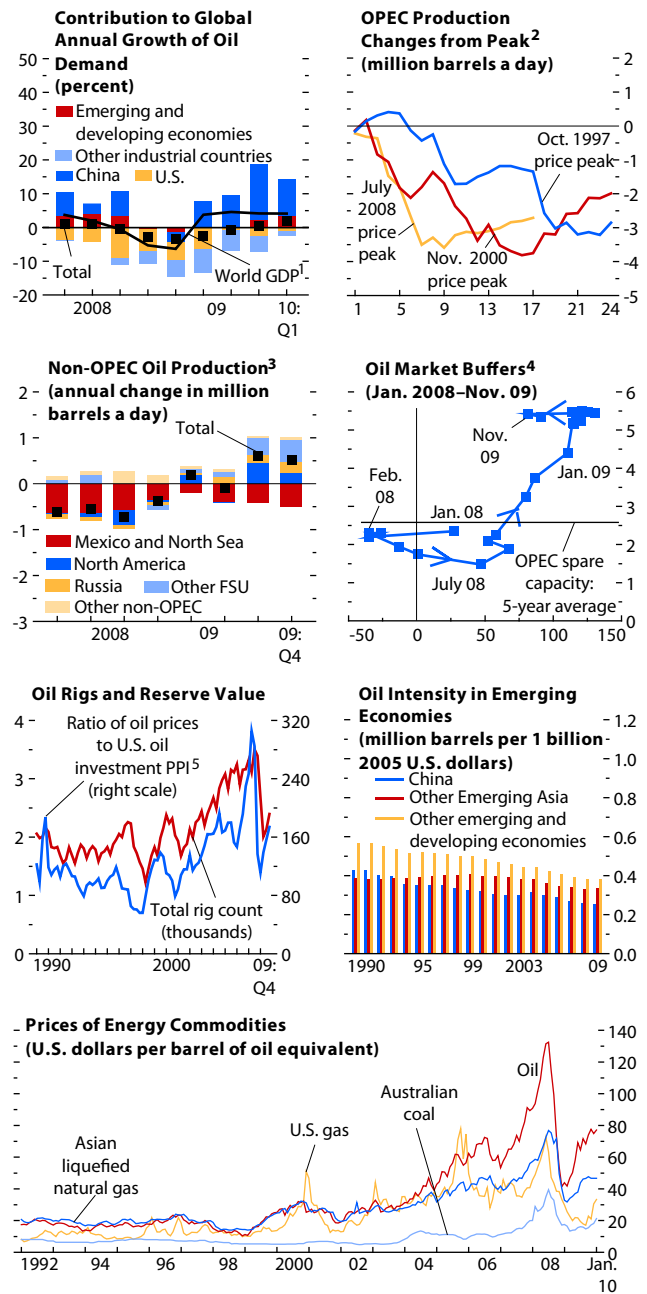 Contribution to Global
Annual Growth of Oil
Demand
(percent)
50
40
30
20
10
0
-10
-20
Emerging and
developing economies
Other industrial countries
China
U.S.
Total
World GDP1
2008
09
10:
Q1
OPEC Production
Changes from Peak2
(million barrels a day)
2
1
0
-1
-2
-3
-4
-5
Oct. 1997
price peak
July
2008
price
peak
Nov. 2000
price peak
1
5
9
13
17
21
24
Non-OPEC Oil Production3
(annual change in million
barrels a day)
2
1
0
-1
-2
-3
Total
Mexico and North Sea
North America
Russia
Other FSU
Other non-OPEC
2008
09
09:
Q4
Oil Market Buffers4
(Jan. 2008–Nov. 09)
6
5
4
3
2
1
0
Nov.
09
Jan. 09
Feb.
08
Jan. 08
July 08
OPEC spare
capacity:
5-year average
-50
0
50
100
150
Oil Rigs and Reserve Value
4
3
2
1
0
320
240
160
80
0
Ratio of oil prices
to U.S. oil
investment PPI5
(right scale)
Total rig count
(thousands)
1990
2000
09:
Q4
Oil Intensity in Emerging
Economies
(million barrels per 1 billion
2005 U.S. dollars)
1.2
1.0
0.8
0.6
0.4
0.2
0.0
China
Other Emerging Asia
Other emerging and
developing economies
1990
95
99
2003
09
Prices of Energy Commodities
(U.S. dollars per barrel of oil equivalent)
140
120
100
80
60
40
20
0
Oil
Australian
coal
U.S. gas
Asian
liquefied
natural gas
1992
94
96
98
2000
02
04
06
08
Jan.
10